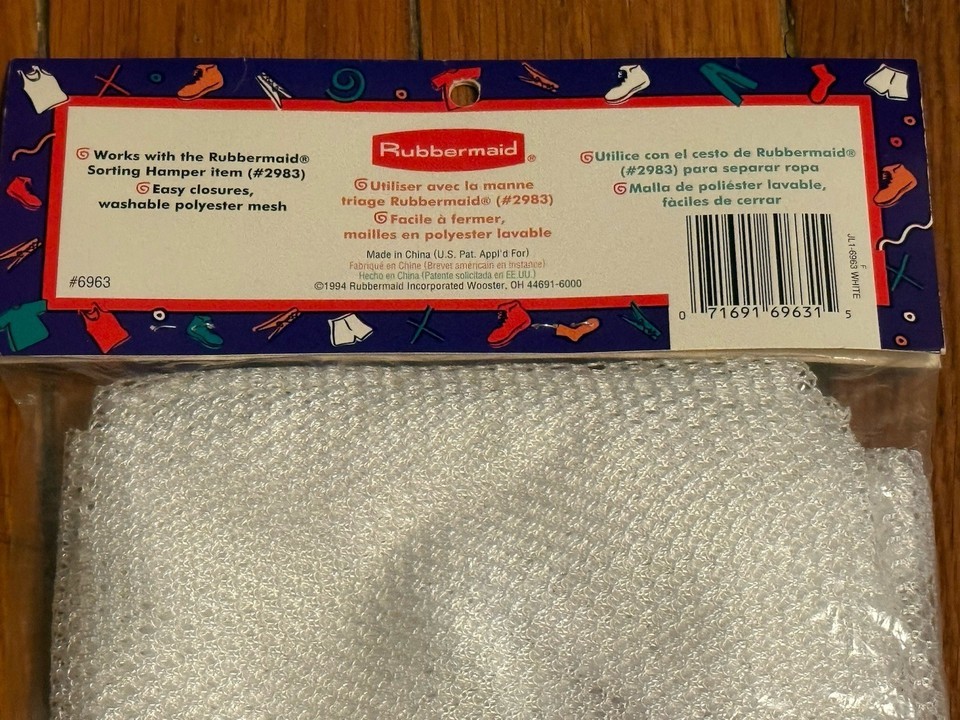 Works with the Rubbermaid®
Sorting Hamper item (#2983)
Easy closures,
washable polyester mesh
#6963
Rubbermaid®
Utiliser avec la manne
triage Rubbermaid® (#2983)
Facile à fermer,
mailles en polyester lavable
Made in China (U.S. Pat. Appl'd For)
Fabriqué en Chine (Brevet américain en instance)
Hecho en China (Patente solicitada en EE.UU.)
©1994 Rubbermaid Incorporated Wooster, OH 44691-6000
Utilice con el cesto de Rubbermaid®
(#2983) para separar ropa
Malla de poliéster lavable,
fàciles de cerrar
0 71691 69631 5
F
JL1-6963 WHITE